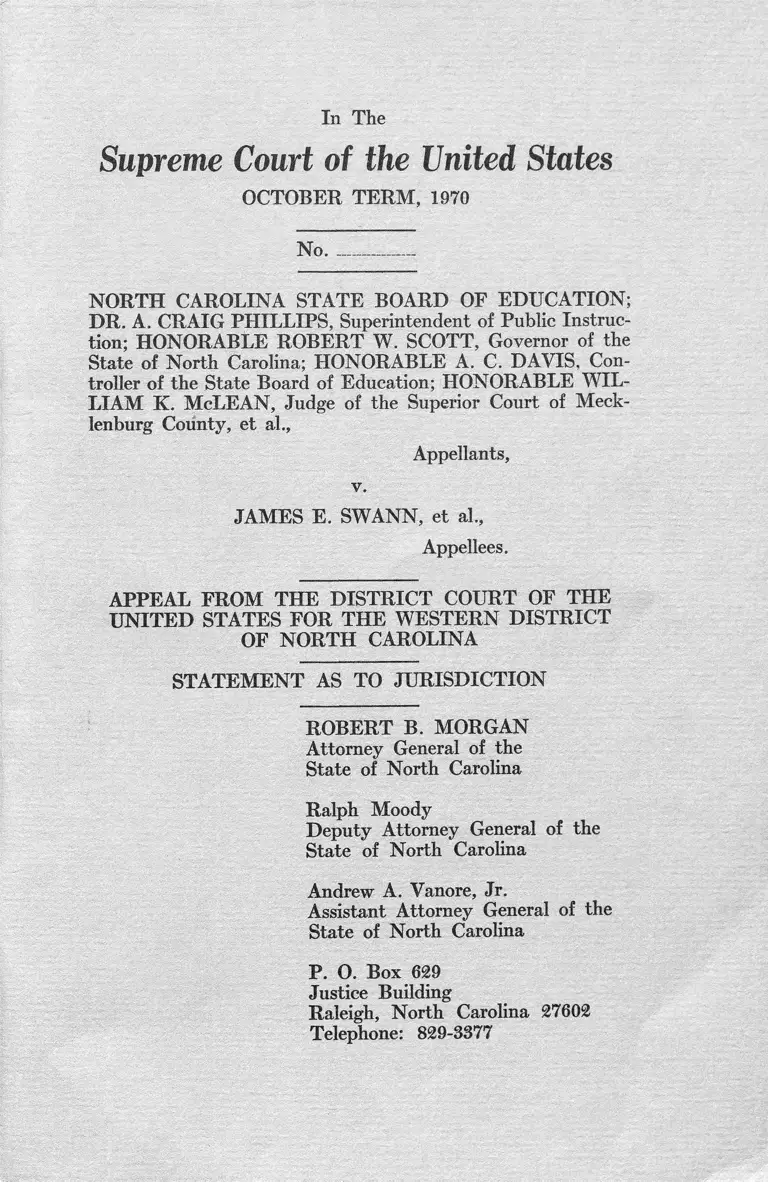 In The
Supreme Court of the United States
OCTOBER TERM, 1970
No.
NORTH CAROLINA STATE BOARD OF EDUCATION;
DR. A. CRAIG PHILLIPS, Superintendent of Public Instruc-
tion; HONORABLE ROBERT W. SCOTT, Governor of the
State of North Carolina; HONORABLE A. C. DAVIS, Con-
troller of the State Board of Education; HONORABLE WIL-
LIAM K. McLEAN, Judge of the Superior Court of Meck-
lenburg County, et al.,
Appellants,
v.
JAMES E. SWANN, et al.,
Appellees.
APPEAL FROM THE DISTRICT COURT OF THE
UNITED STATES FOR THE WESTERN DISTRICT
OF NORTH CAROLINA
STATEMENT AS TO JURISDICTION
ROBERT B. MORGAN
Attorney General of the
State of North Carolina
Ralph Moody
Deputy Attorney General of the
State of North Carolina
Andrew A. Vanore, Jr.
Assistant Attorney General of the
State of North Carolina
P. O. Box 629
Justice Building
Raleigh, North Carolina 27602
Telephone: 829-3377